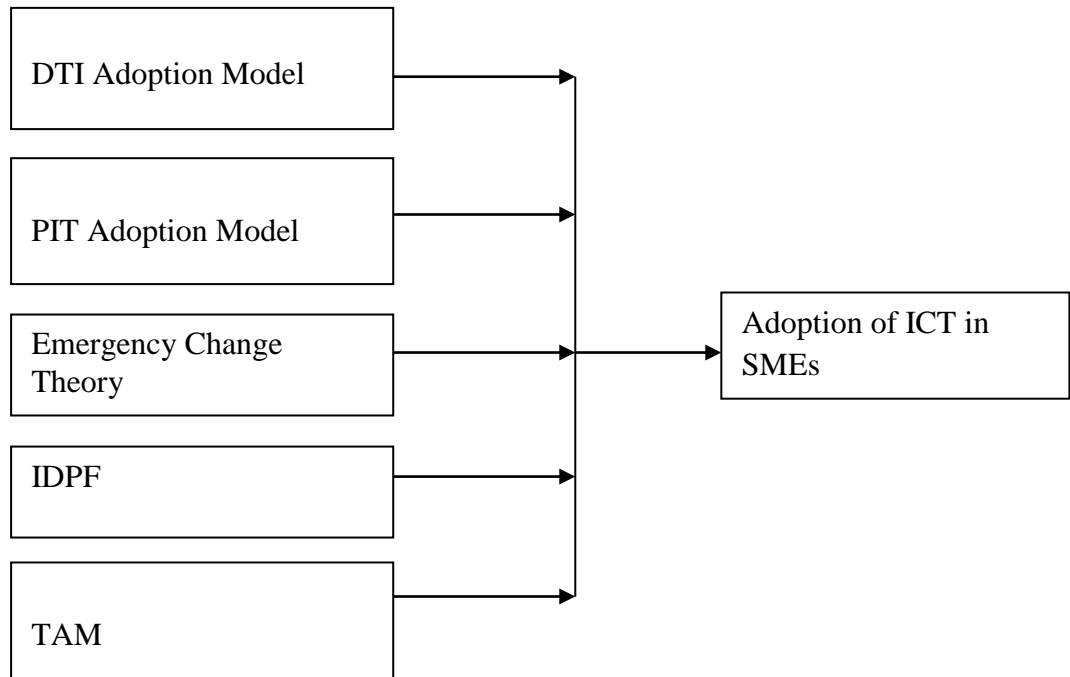 DTI Adoption Model
PIT Adoption Model
Emergency Change
Theory
IDPF
TAM
Adoption of ICT in
SMEs